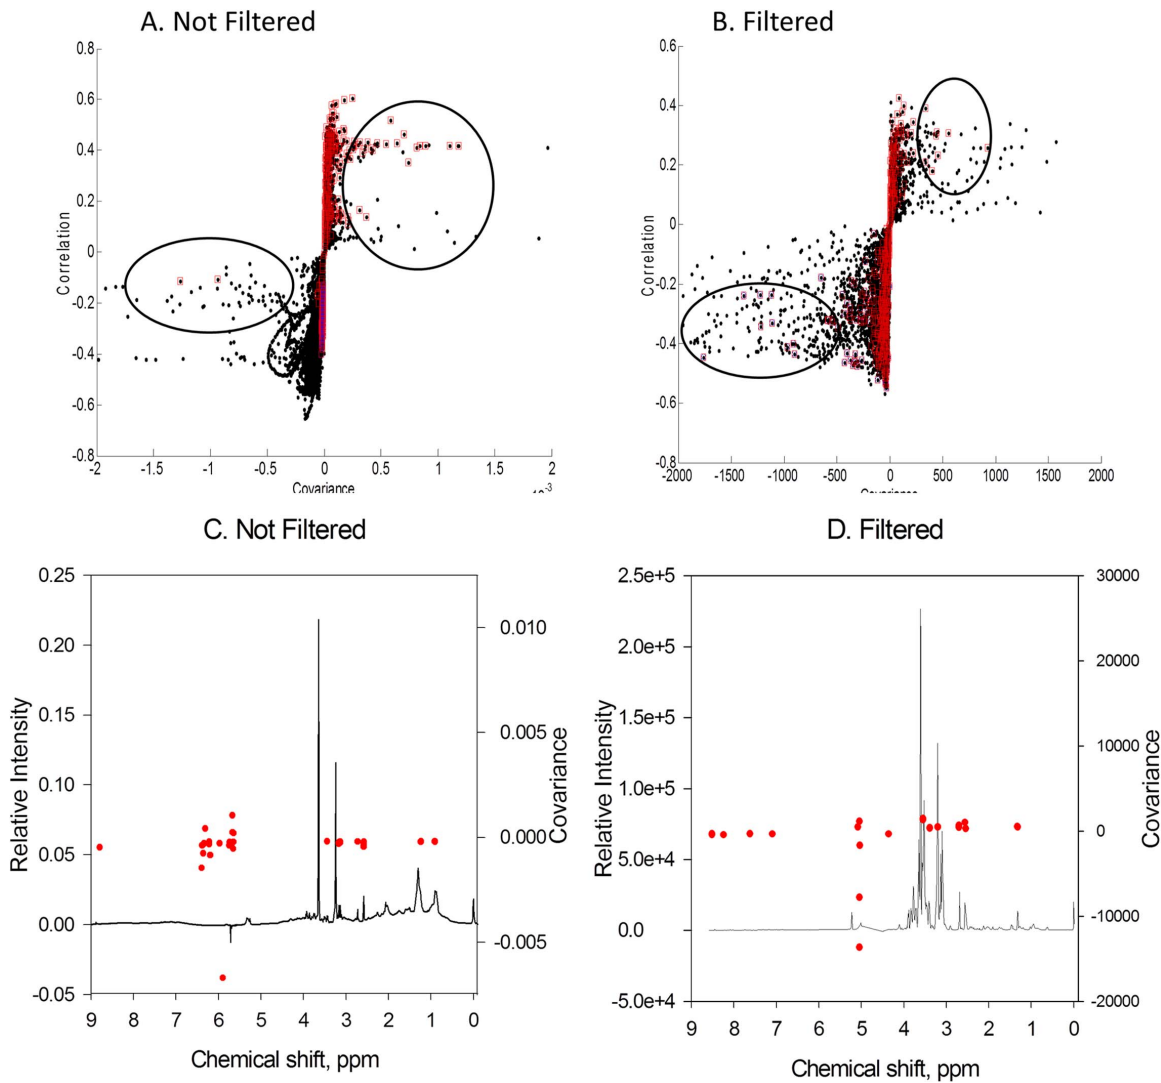 A. Not Filtered
B. Filtered
0.8
0.6
0.4
0.2
0
-0.2
-0.4
-0.6
-0.8
Correlation
-2 -1.5 -1 -0.5 0 0.5 1 1.5 2
Covariance
0.6
0.4
0.2
0
-0.2
-0.4
-0.6
-0.8
Correlation
-2000 -1500 -1000 -500 0 500 1000 1500 2000
C. Not Filtered
D. Filtered
0.25
0.20
0.15
0.10
0.05
0.00
-0.05
Relative Intensity
0.010
0.005
0.000
-0.005
Covariance
9 8 7 6 5 4 3 2 1 0
Chemical shift, ppm
2.5e+5
2.0e+5
1.5e+5
1.0e+5
5.0e+4
0.0
-5.0e+4
Relative Intensity
30000
20000
10000
0
-10000
-20000
Covariance
9 8 7 6 5 4 3 2 1 0
Chemical shift, ppm